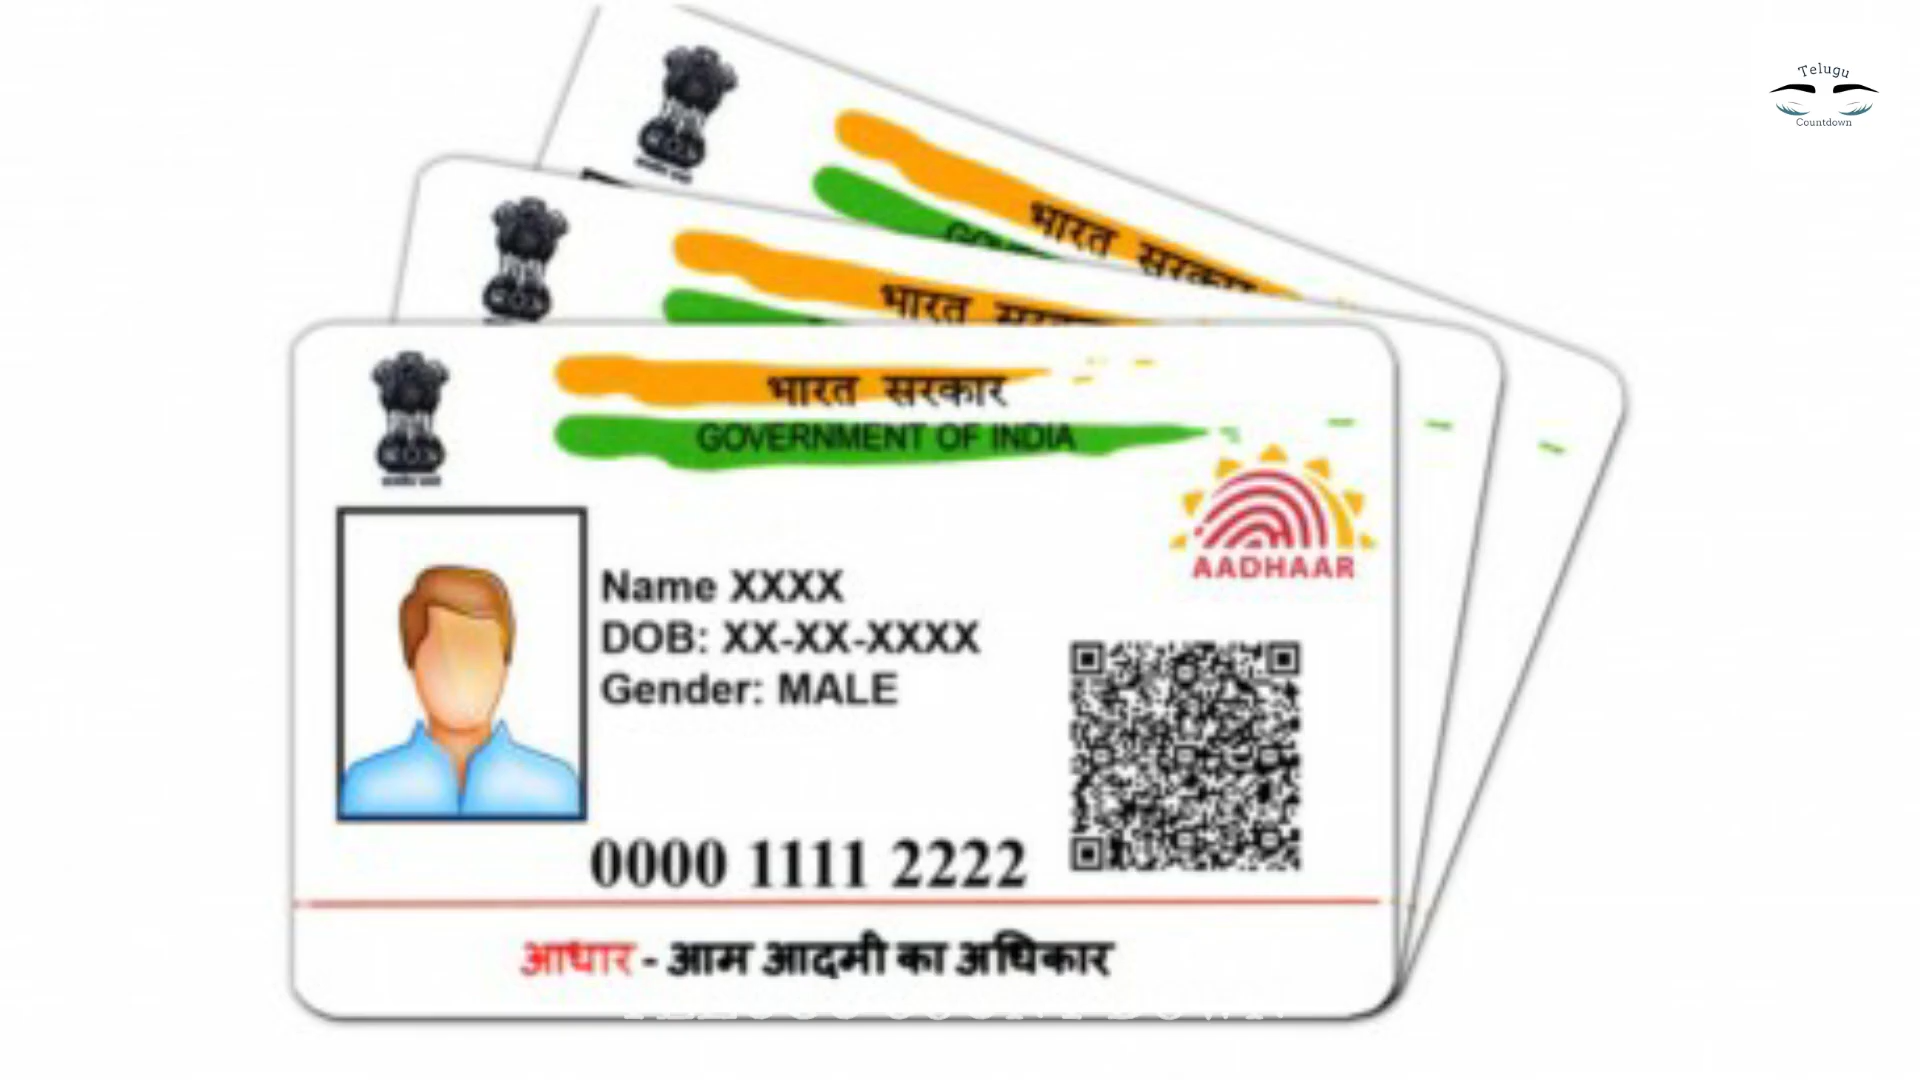 Telugu
Countdown
भारत सरकार
भारत
भारत सरकार
GOVERNMENT OF INDIA
AADHAAR
Name XXXX
DOB: XX-XX-XXXX
Gender: MALE
0000 1111 2222
आधार - आम आदमी का अधिकार